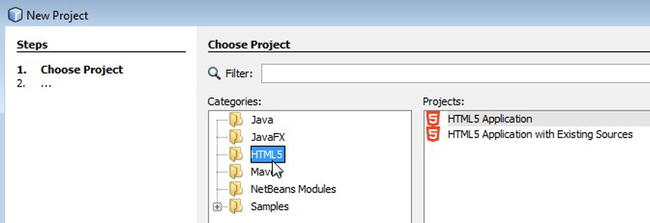 New Project
Steps
Choose Project
1. Choose Project
2. ...
Filter:
Categories:
Java
JavaFX
HTML5
Maven
NetBeans Modules
Samples
Projects:
HTML5 Application
HTML5 Application with Existing Sources